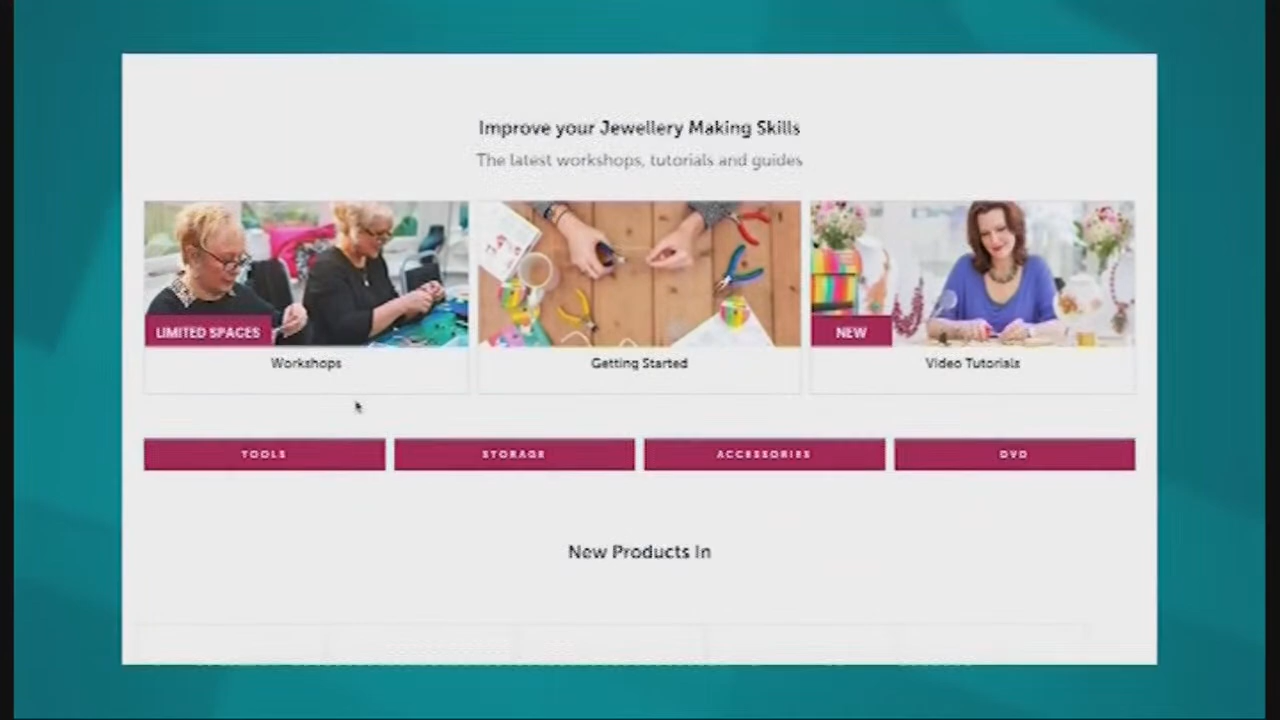 Improve your Jewellery Making Skills
The latest workshops, tutorials and guides
LIMITED SPACES
NEW
Workshops
Getting Started
Video Tutorials
TOOLS
STORAGE
ACCESSORIES
DVD
New Products In